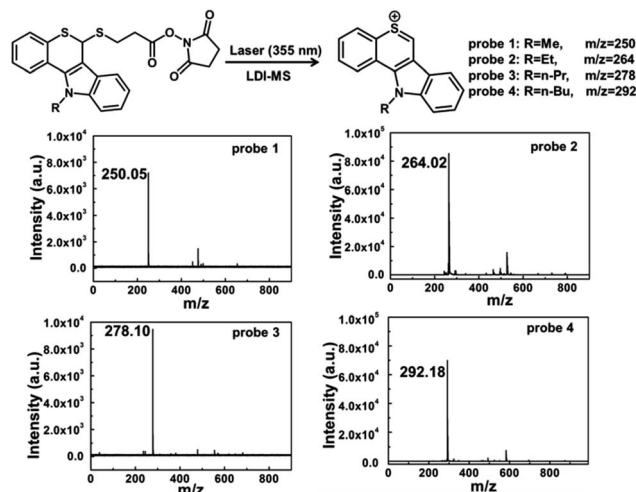 S S O O N O O
N R
Laser (355 nm)
LDI-MS
S+ N R
probe 1: R=Me, m/z=250
probe 2: R=Et, m/z=264
probe 3: R=n-Pr, m/z=278
probe 4: R=n-Bu, m/z=292
probe 1
250.05
Intensity (a.u.)
1.0x10⁴
8.0x10³
6.0x10³
4.0x10³
2.0x10³
0.0
0 200 400 600 800
m/z
probe 2
264.02
Intensity (a.u.)
1.0x10⁵
8.0x10⁴
6.0x10⁴
4.0x10⁴
2.0x10⁴
0.0
0 200 400 600 800
m/z
probe 3
278.10
Intensity (a.u.)
1.0x10⁴
8.0x10³
6.0x10³
4.0x10³
2.0x10³
0.0
0 200 400 600 800
m/z
probe 4
292.18
Intensity (a.u.)
1.0x10⁵
8.0x10⁴
6.0x10⁴
4.0x10⁴
2.0x10⁴
0.0
0 200 400 600 800
m/z